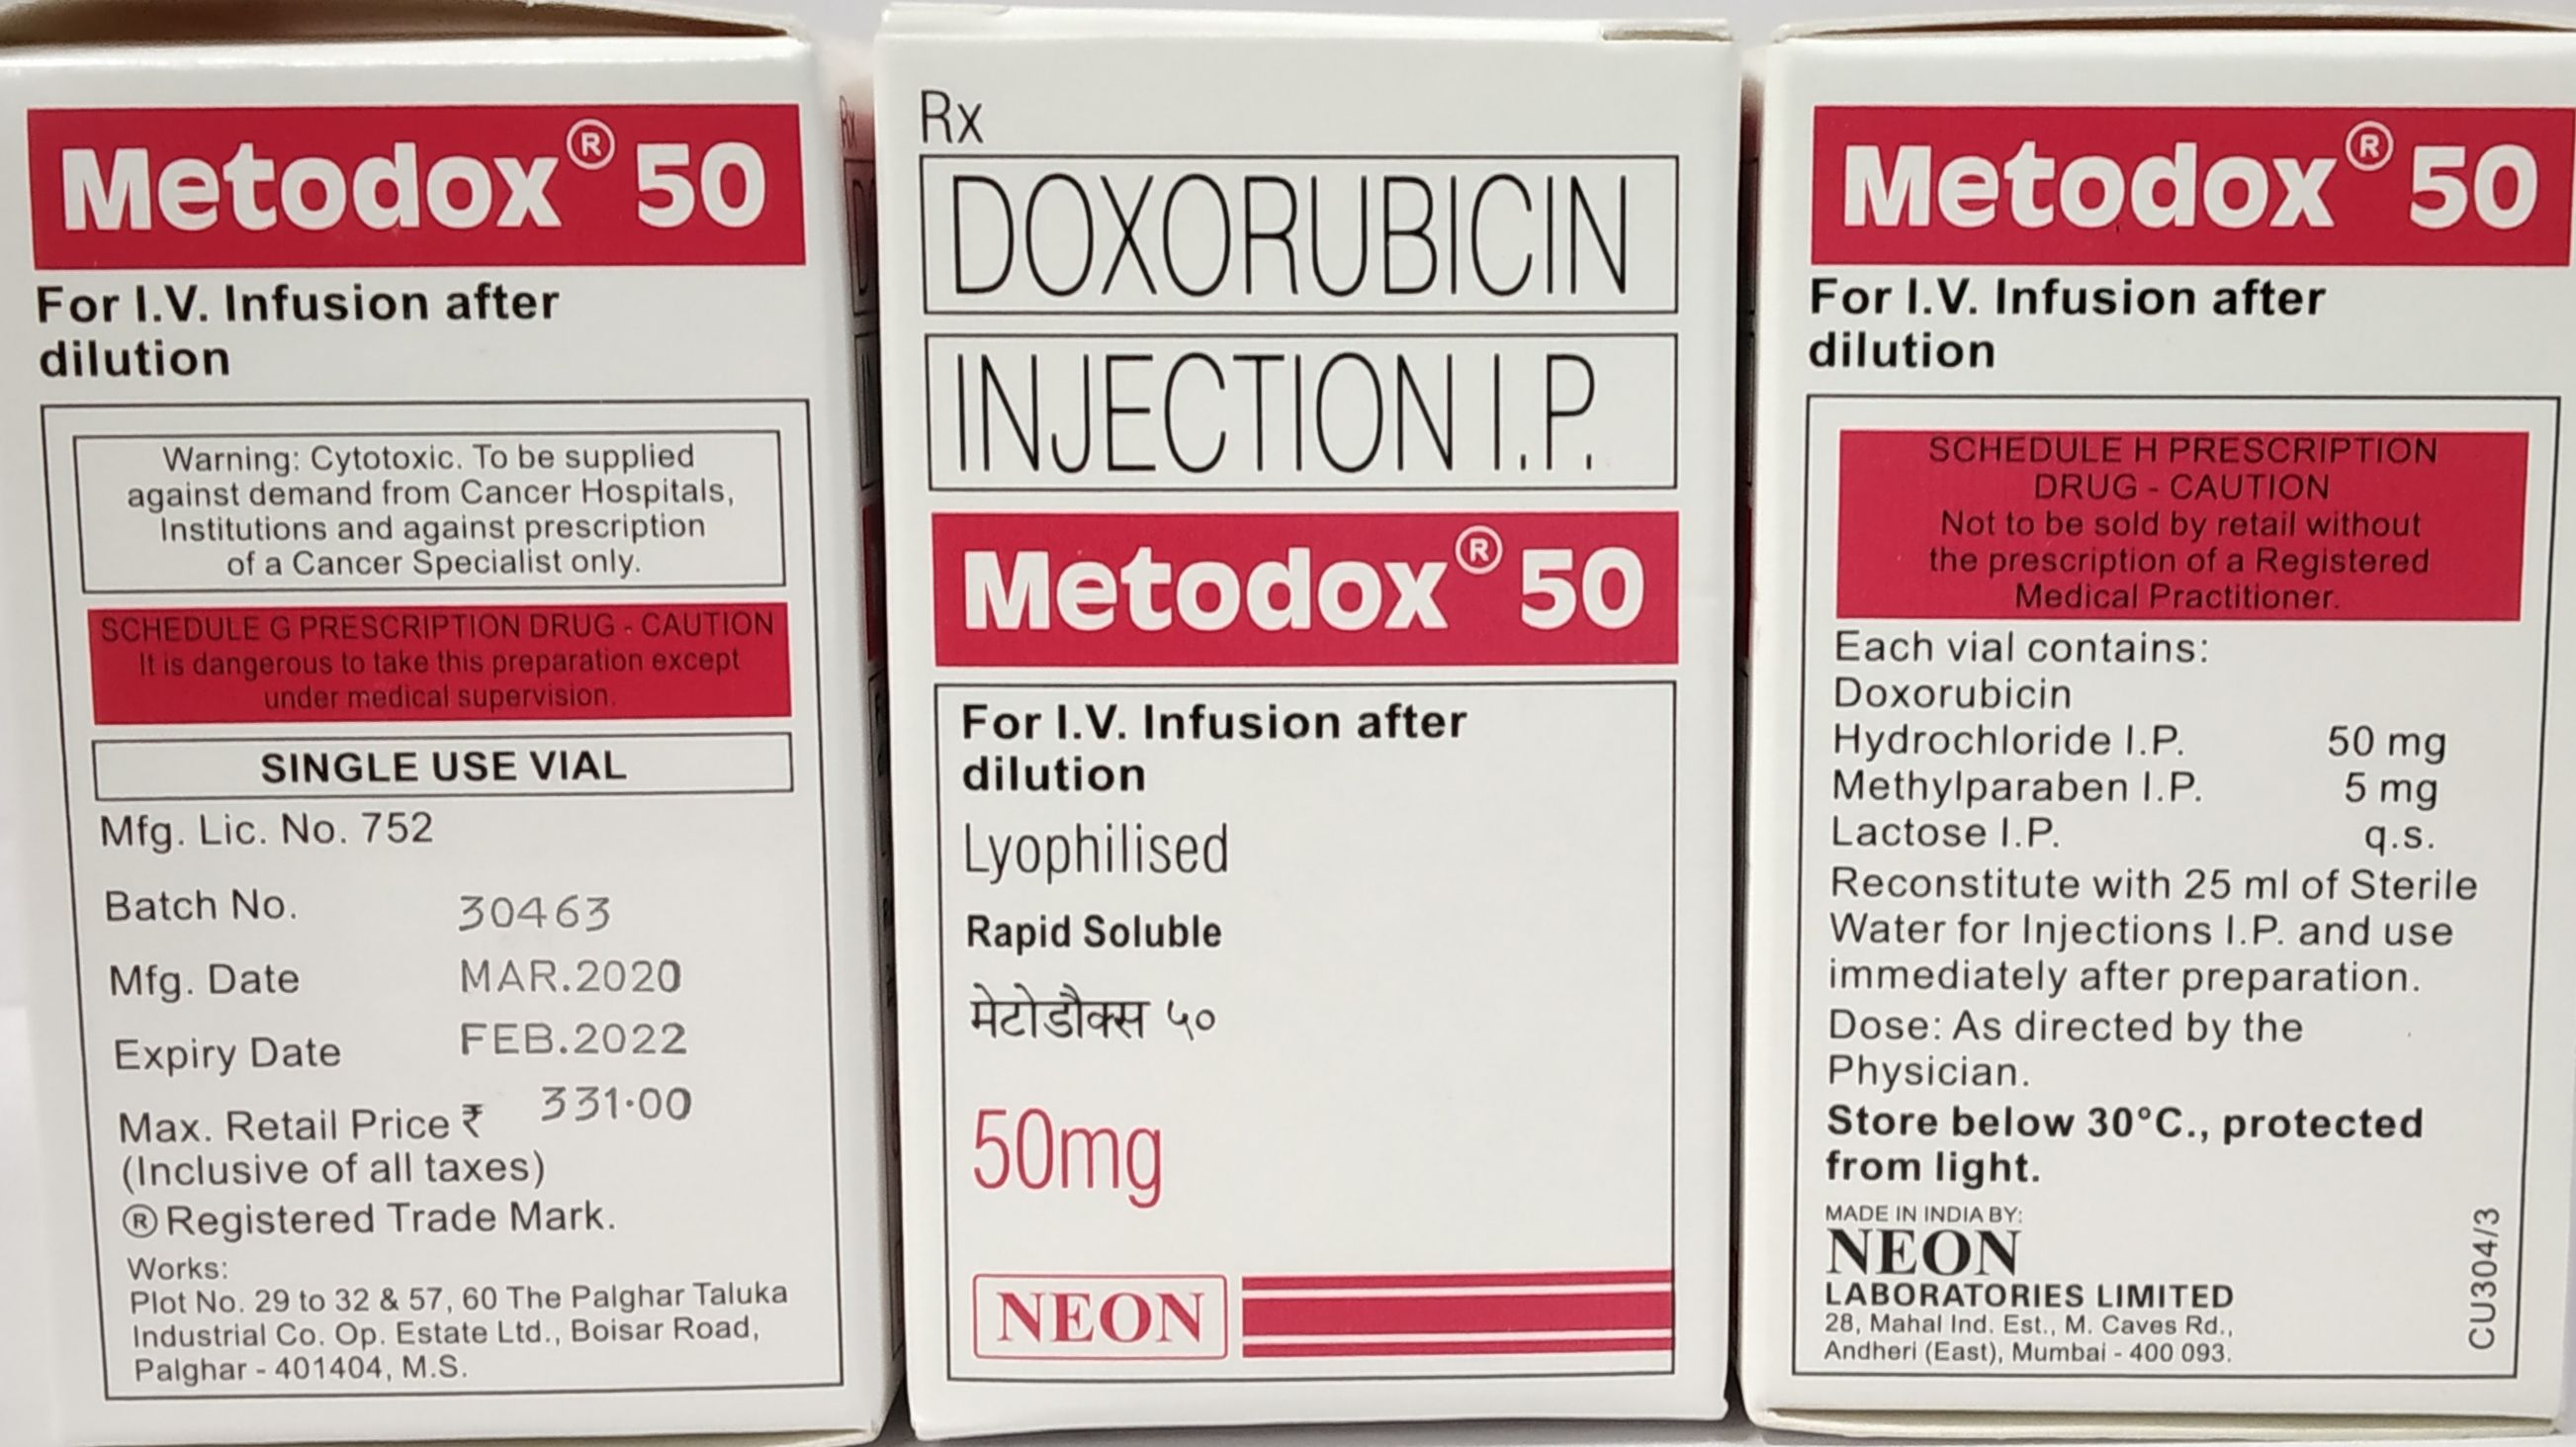 Metodox® 50
For I.V. Infusion after
dilution
Warning: Cytotoxic. To be supplied
against demand from Cancer Hospitals,
Institutions and against prescription
of a Cancer Specialist only.
SCHEDULE G PRESCRIPTION DRUG - CAUTION
It is dangerous to take this preparation except
under medical supervision.
SINGLE USE VIAL
Mfg. Lic. No. 752
Batch No. 30463
Mfg. Date MAR.2020
Expiry Date FEB.2022
Max. Retail Price ₹ 331·00
(Inclusive of all taxes)
® Registered Trade Mark.
Works:
Plot No. 29 to 32 & 57, 60 The Palghar Taluka
Industrial Co. Op. Estate Ltd., Boisar Road,
Palghar - 401404, M.S.
Rx
DOXORUBICIN
INJECTION I.P.
Metodox® 50
For I.V. Infusion after
dilution
Lyophilised
Rapid Soluble
मेटोडौक्स ५०
50mg
NEON
Metodox® 50
For I.V. Infusion after
dilution
SCHEDULE H PRESCRIPTION
DRUG - CAUTION
Not to be sold by retail without
the prescription of a Registered
Medical Practitioner.
Each vial contains:
Doxorubicin
Hydrochloride I.P. 50 mg
Methylparaben I.P. 5 mg
Lactose I.P. q.s.
Reconstitute with 25 ml of Sterile
Water for Injections I.P. and use
immediately after preparation.
Dose: As directed by the
Physician.
Store below 30°C., protected
from light.
MADE IN INDIA BY:
NEON
LABORATORIES LIMITED
28, Mahal Ind. Est., M. Caves Rd.,
Andheri (East), Mumbai - 400 093.
CU304/3